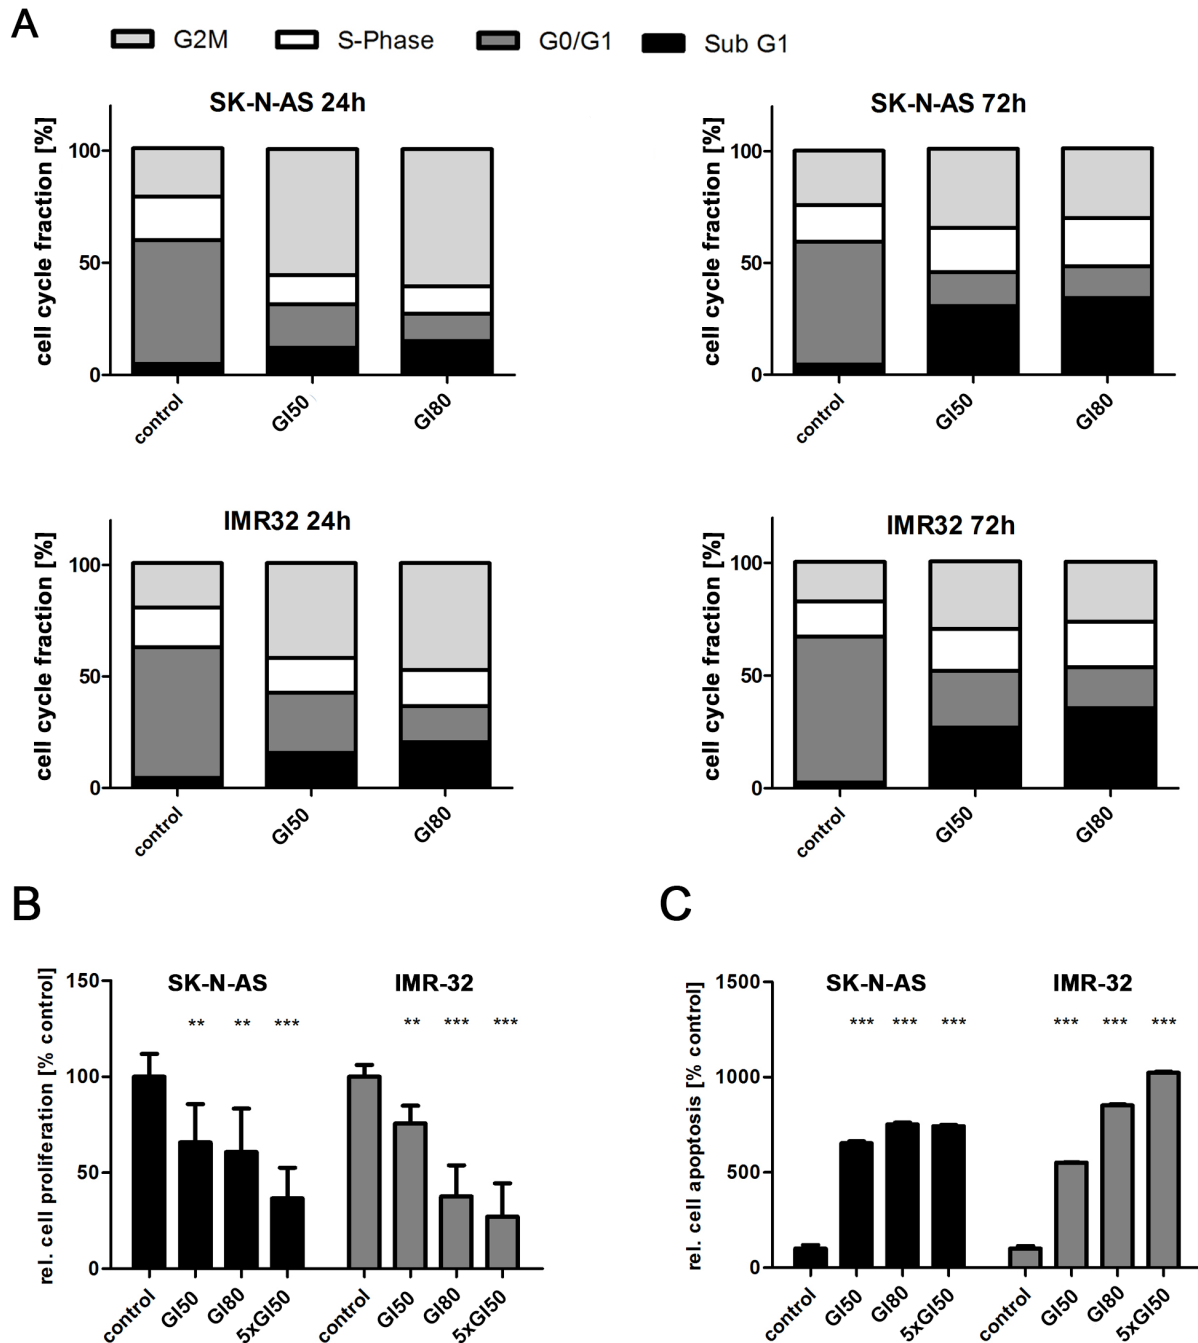 A
G2M S-Phase G0/G1 Sub G1
SK-N-AS 24h
cell cycle fraction [%]
100
50
0
control GI50 GI80
SK-N-AS 72h
cell cycle fraction [%]
100
50
0
control GI50 GI80
IMR32 24h
cell cycle fraction [%]
100
50
0
control GI50 GI80
IMR32 72h
cell cycle fraction [%]
100
50
0
control GI50 GI80
B
rel. cell proliferation [% control]
150
100
50
0
SK-N-AS IMR-32
** ** *** ** *** ***
control GI50 GI80 5xGI50 control GI50 GI80 5xGI50
C
rel. cell apoptosis [% control]
1500
1000
500
0
SK-N-AS IMR-32
*** *** *** *** *** ***
control GI50 GI80 5xGI50 control GI50 GI80 5xGI50